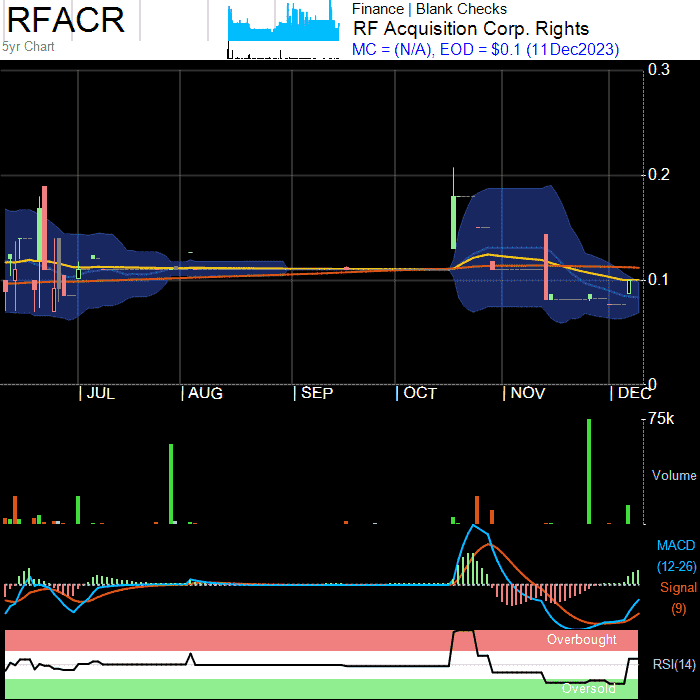 RFACR
5yr Chart
Finance | Blank Checks
RF Acquisition Corp. Rights
MC = (N/A), EOD = $0.1 (11Dec2023)
0.3
0.2
0.1
0
| JUL | AUG | SEP | OCT | NOV | DEC
75k
Volume
MACD
(12-26)
Signal
(9)
Overbought
RSI(14)
Oversold